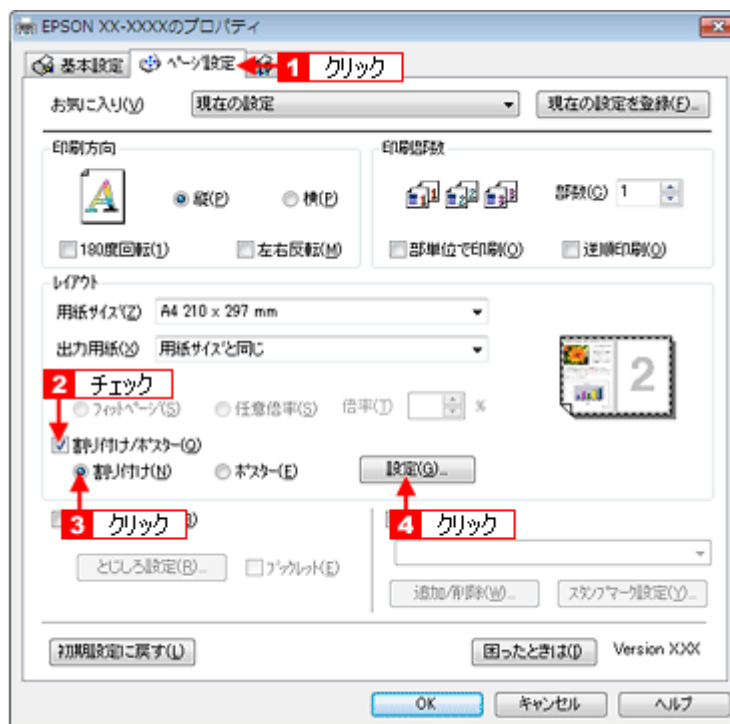 EPSON XX-XXXXのプロパティ
基本設定 ページ設定 1 クリック
お気に入り(V) 現在の設定 現在の設定を登録(F)...
印刷方向 印刷部数
縦(P) 横(P) 部数(C) 1
180度回転(1) 左右反転(M) 部単位で印刷(O) 逆順印刷(O)
レイアウト
用紙サイズ(Z) A4 210 x 297 mm
出力用紙(X) 用紙サイズと同じ
2 チェック
フィットページ(S) 任意倍率(S) 倍率(T) %
2
割り付け/ポスター(Q)
割り付け(N) ポスター(E) 設定(G)...
3 クリック 4 クリック
とじしろ設定(R)... ブックレット(E)
追加/削除(W)... スタンプマーク設定(Y)...
初期設定に戻す(L) 困ったときは(I) Version X.XX
OK キャンセル ヘルプ